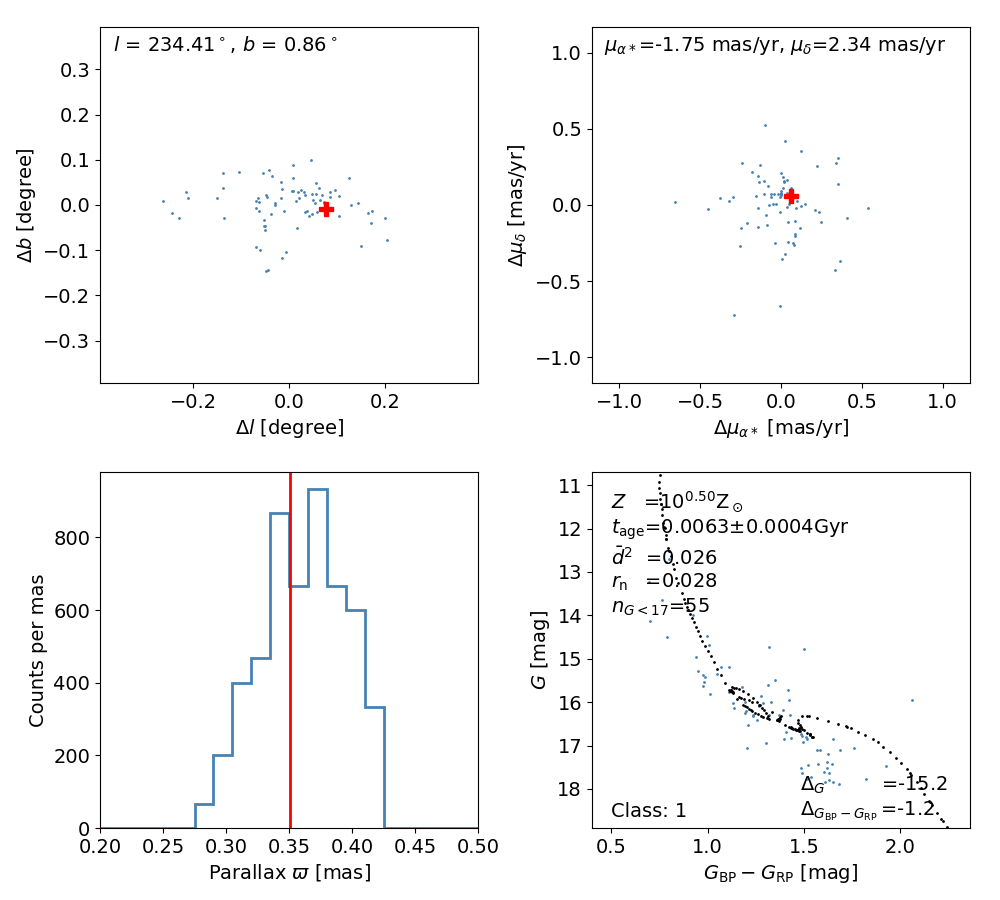 l = 234.41°, b = 0.86°
0.3
0.2
0.1
0.0
−0.1
−0.2
−0.3
Δb [degree]
−0.2 0.0 0.2
Δl [degree]
μα*=-1.75 mas/yr, μδ=2.34 mas/yr
1.0
0.5
0.0
−0.5
−1.0
Δμδ [mas/yr]
−1.0 −0.5 0.0 0.5 1.0
Δμα* [mas/yr]
800
600
400
200
0
Counts per mas
0.20 0.25 0.30 0.35 0.40 0.45 0.50
Parallax ϖ [mas]
Z =10^0.50 Z⊙
t_age=0.0063±0.0004Gyr
d̄² =0.026
r_n =0.028
n_G<17=55
11
12
13
14
15
16
17
18
G [mag]
Δ_G =-15.2
Δ_GBP−GRP =-1.2
Class: 1
0.5 1.0 1.5 2.0
G_BP − G_RP [mag]